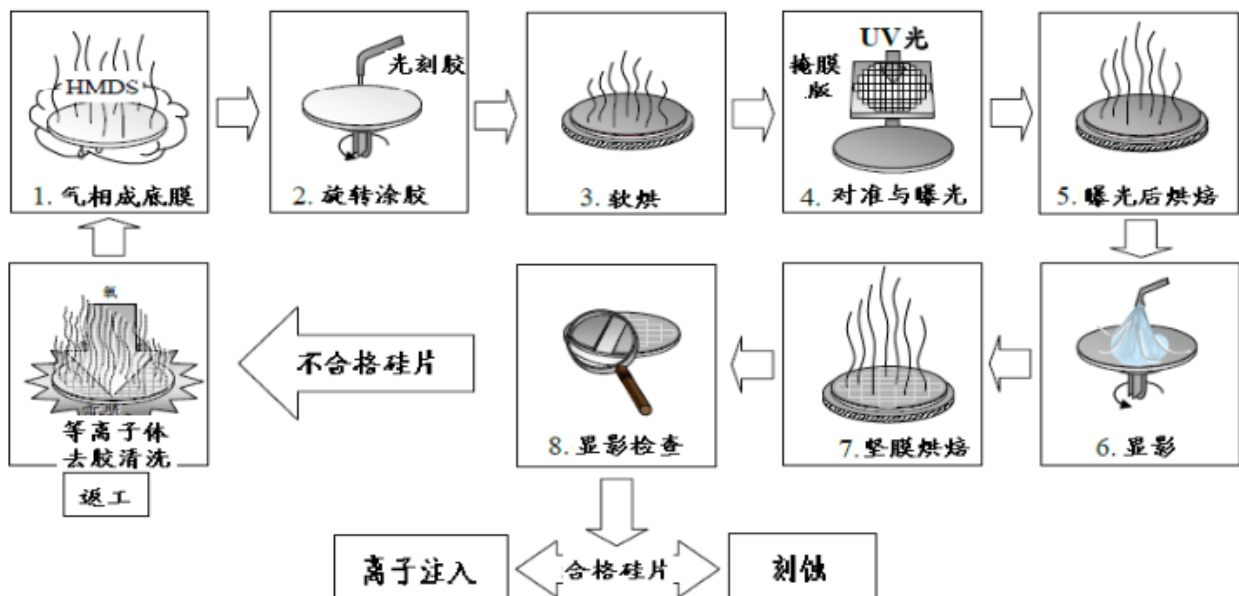 HMDS
1. 气相成底膜
光刻胶
2. 旋转涂胶
3. 软烘
UV光
掩膜
版
4. 对准与曝光
5. 曝光后烘焙
氧
等离子体
去胶清洗
返工
不合格硅片
8. 显影检查
7. 坚膜烘焙
6. 显影
离子注入
合格硅片
刻蚀